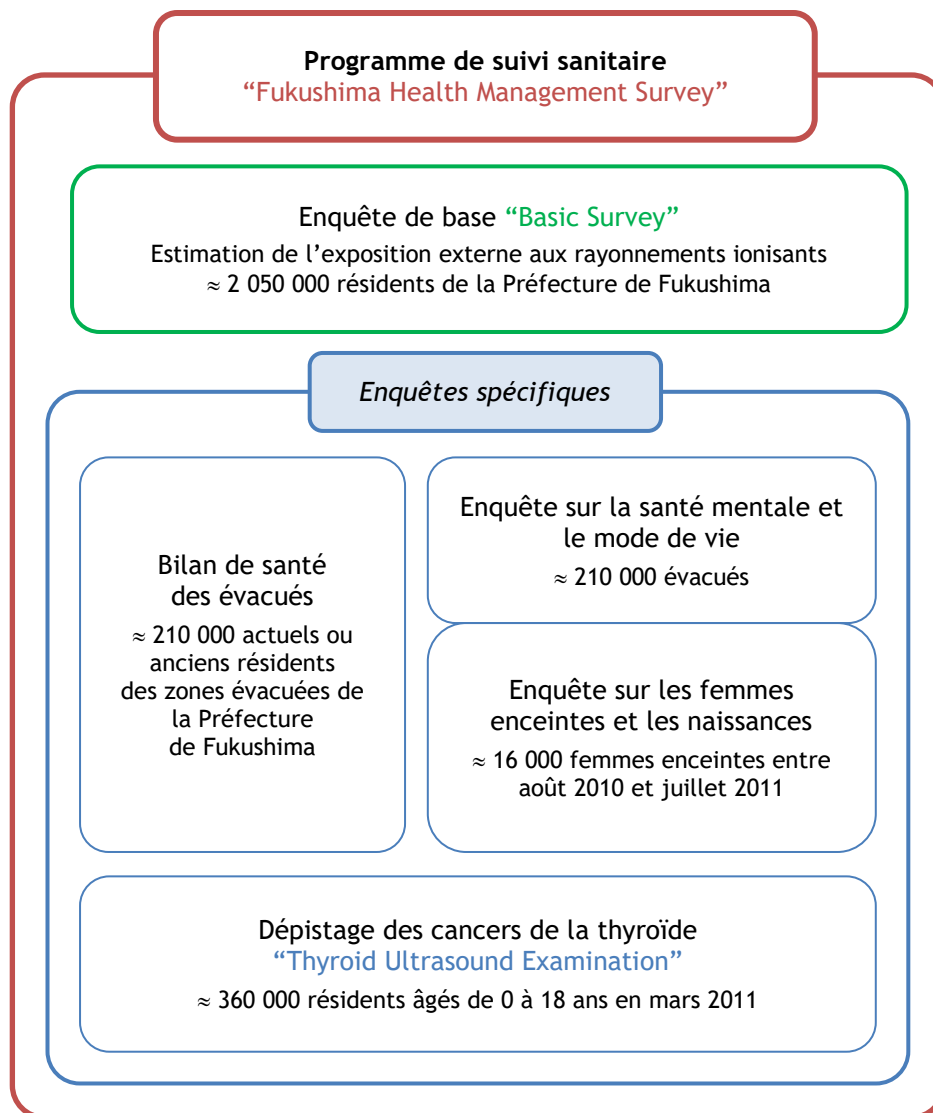 Programme de suivi sanitaire
“Fukushima Health Management Survey”
Enquête de base “Basic Survey”
Estimation de l’exposition externe aux rayonnements ionisants
≈ 2 050 000 résidents de la Préfecture de Fukushima
Enquêtes spécifiques
Bilan de santé
des évacués
≈ 210 000 actuels ou
anciens résidents
des zones évacuées de
la Préfecture
de Fukushima
Enquête sur la santé mentale et
le mode de vie
≈ 210 000 évacués
Enquête sur les femmes
enceintes et les naissances
≈ 16 000 femmes enceintes entre
août 2010 et juillet 2011
Dépistage des cancers de la thyroïde
“Thyroid Ultrasound Examination”
≈ 360 000 résidents âgés de 0 à 18 ans en mars 2011